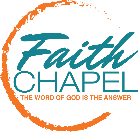 Faith
CHAPEL
THE WORD OF GOD IS THE ANSWER